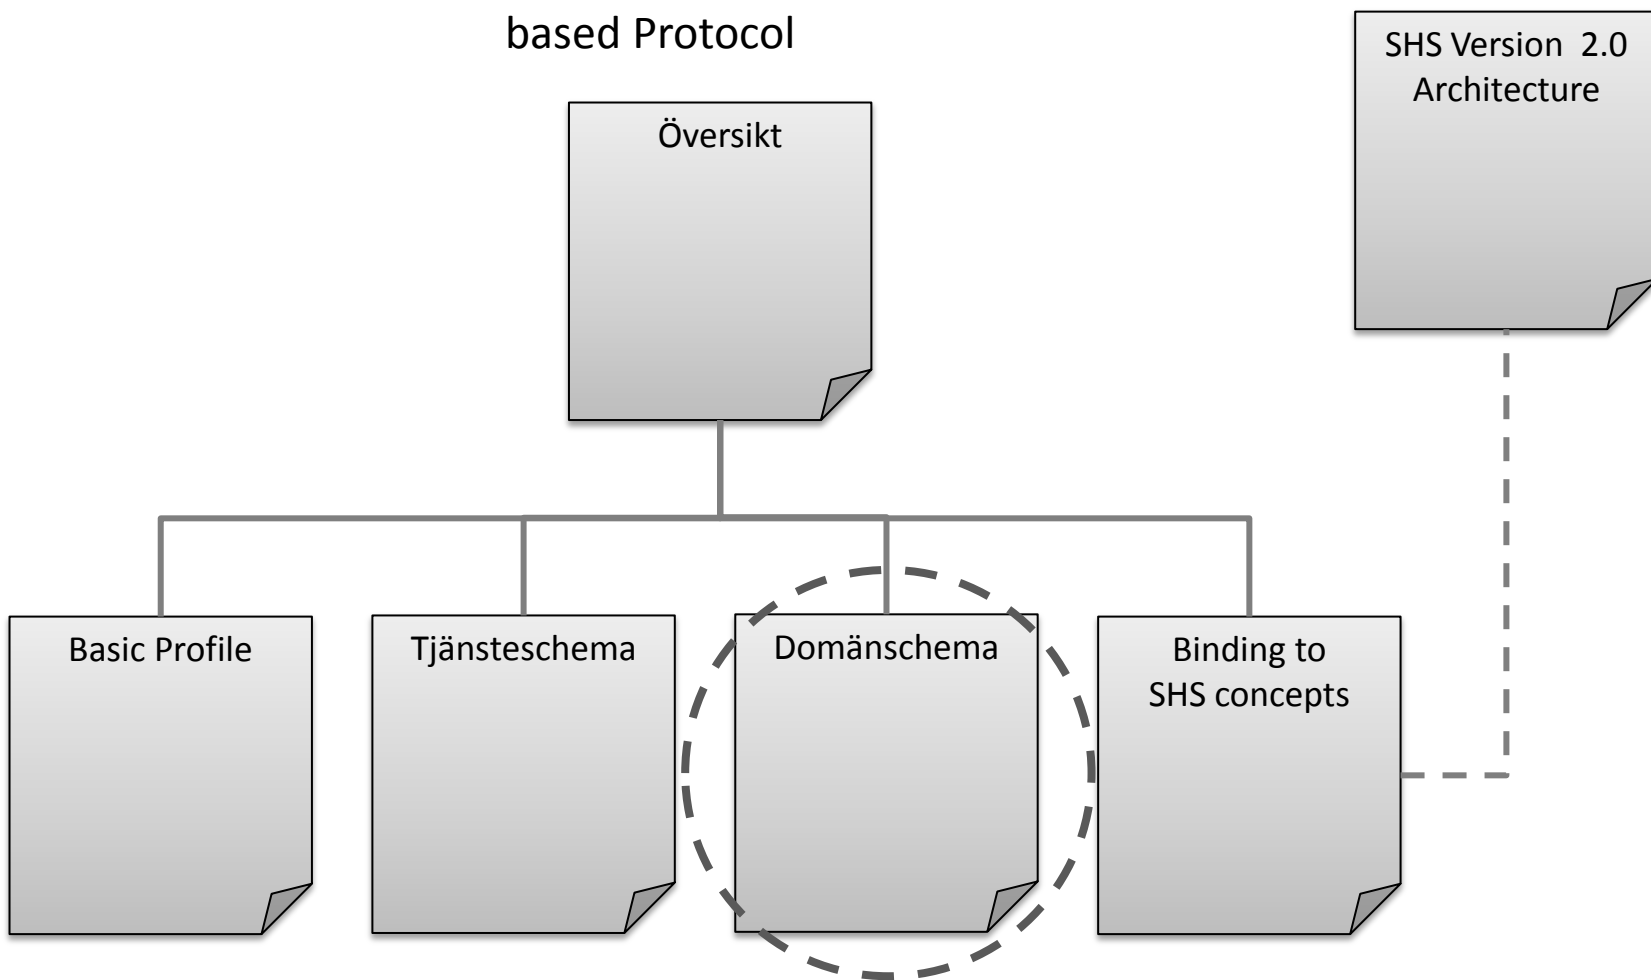 based Protocol
SHS Version 2.0
Architecture
Översikt
Basic Profile
Tjänsteschema
Domänschema
Binding to
SHS concepts